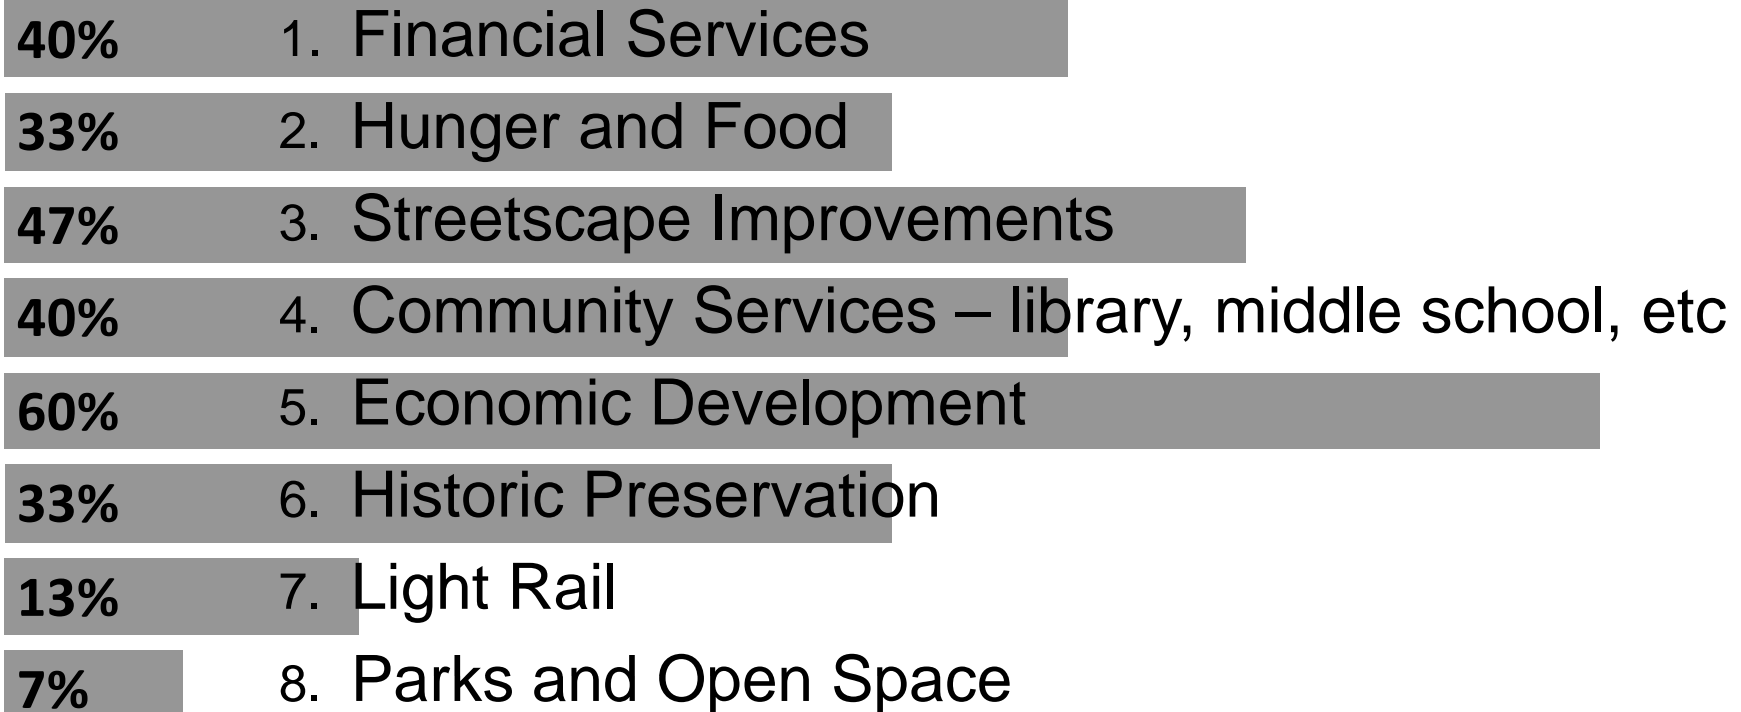 40% 1. Financial Services
33% 2. Hunger and Food
47% 3. Streetscape Improvements
40% 4. Community Services – library, middle school, etc
60% 5. Economic Development
33% 6. Historic Preservation
13% 7. Light Rail
7% 8. Parks and Open Space